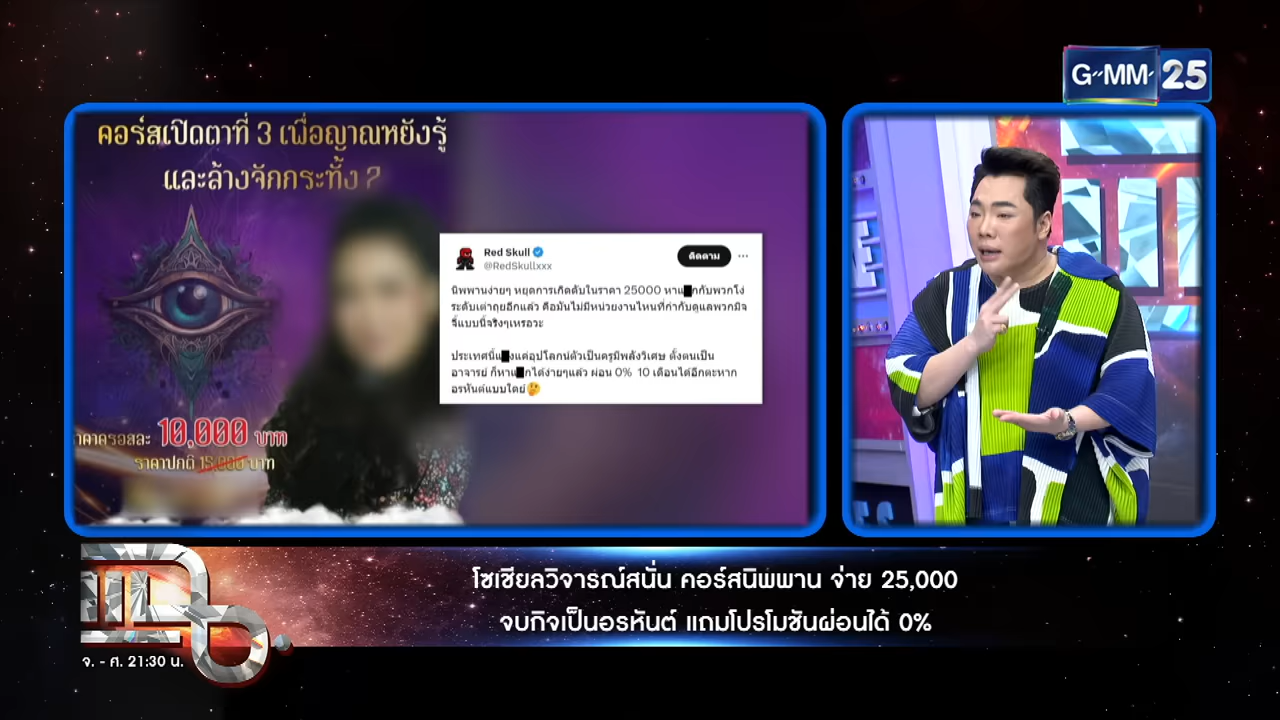 G"MM' 25
คอร์สเปิดตาที่ 3 เพื่อญาณหยั่งรู้
และล้างจักกระทั้ง 7
Red Skull
@RedSkullxxx
ติดตาม
นิพพานง่ายๆ หยุดการเกิดดับในราคา 25000 หาแ█กกับพวกโง่
ระดับเต่าถุยอีกแล้ว คือมันไม่มีหน่วยงานไหนที่กำกับดูแลพวกมิจ
จี้แบบนี้จริงๆเหรอวะ
ประเทศนี้แ█งแค่อุปโลกน์ตัวเป็นครูมีพลังวิเศษ ตั้งตนเป็น
อาจารย์ ก็หาแ█กได้ง่ายๆแล้ว ผ่อน 0% 10 เดือนได้อีกตะหาก
อรหันต์แบบใดย์🤔
ราคาครอสละ 10,000 บาท
ราคาปกติ 15,000 บาท
โซเชียลวิจารณ์สนั่น คอร์สนิพพาน จ่าย 25,000
จบกิจเป็นอรหันต์ แถมโปรโมชันผ่อนได้ 0%
แฉ.
จ. - ศ. 21:30 น.